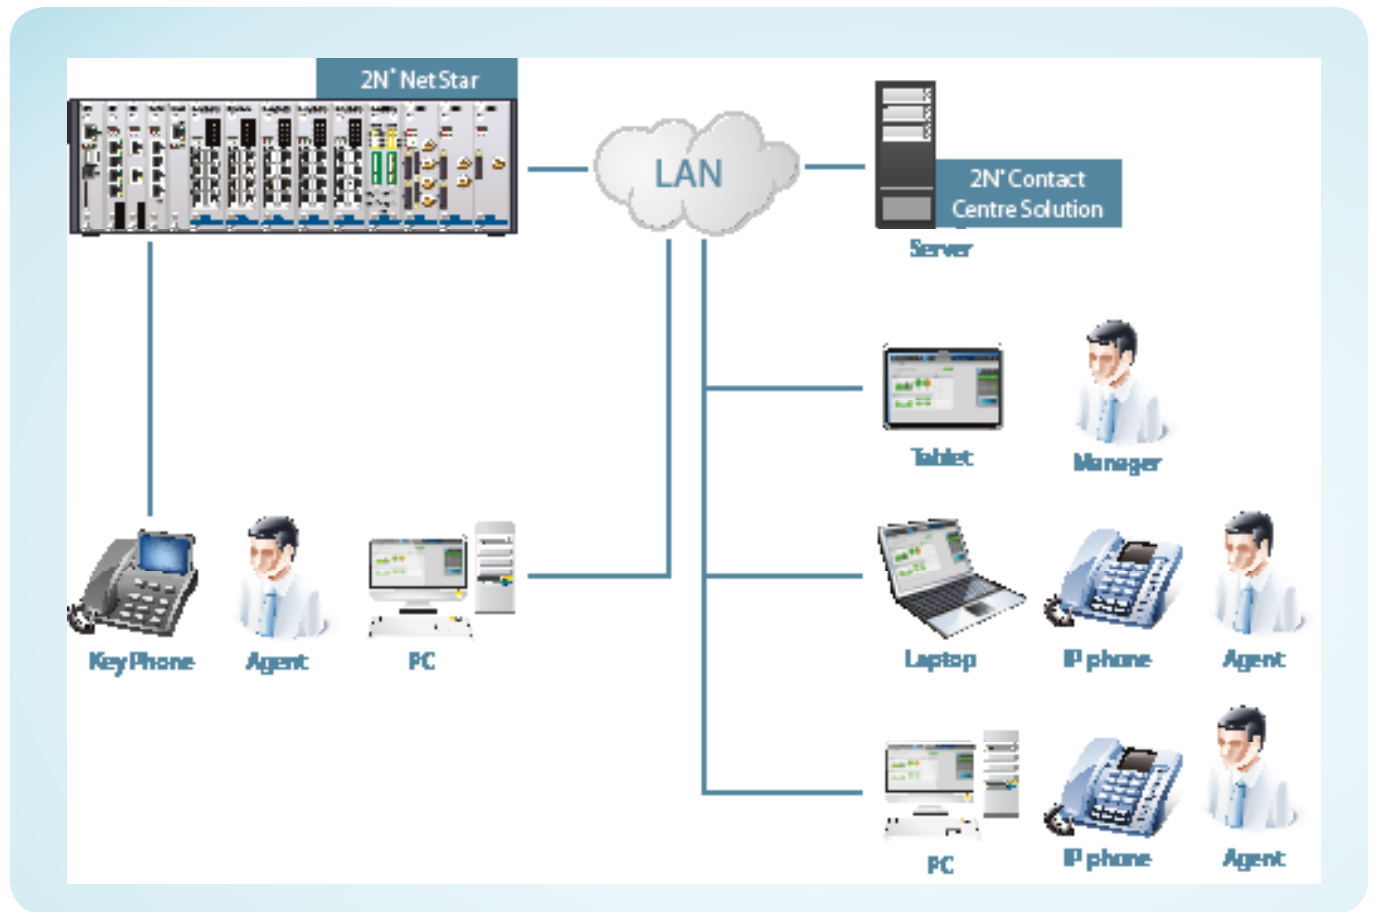 2N® NetStar
LAN
2N® Contact
Centre Solution
Server
Tablet
Manager
Key Phone
Agent
PC
Laptop
IP phone
Agent
PC
IP phone
Agent